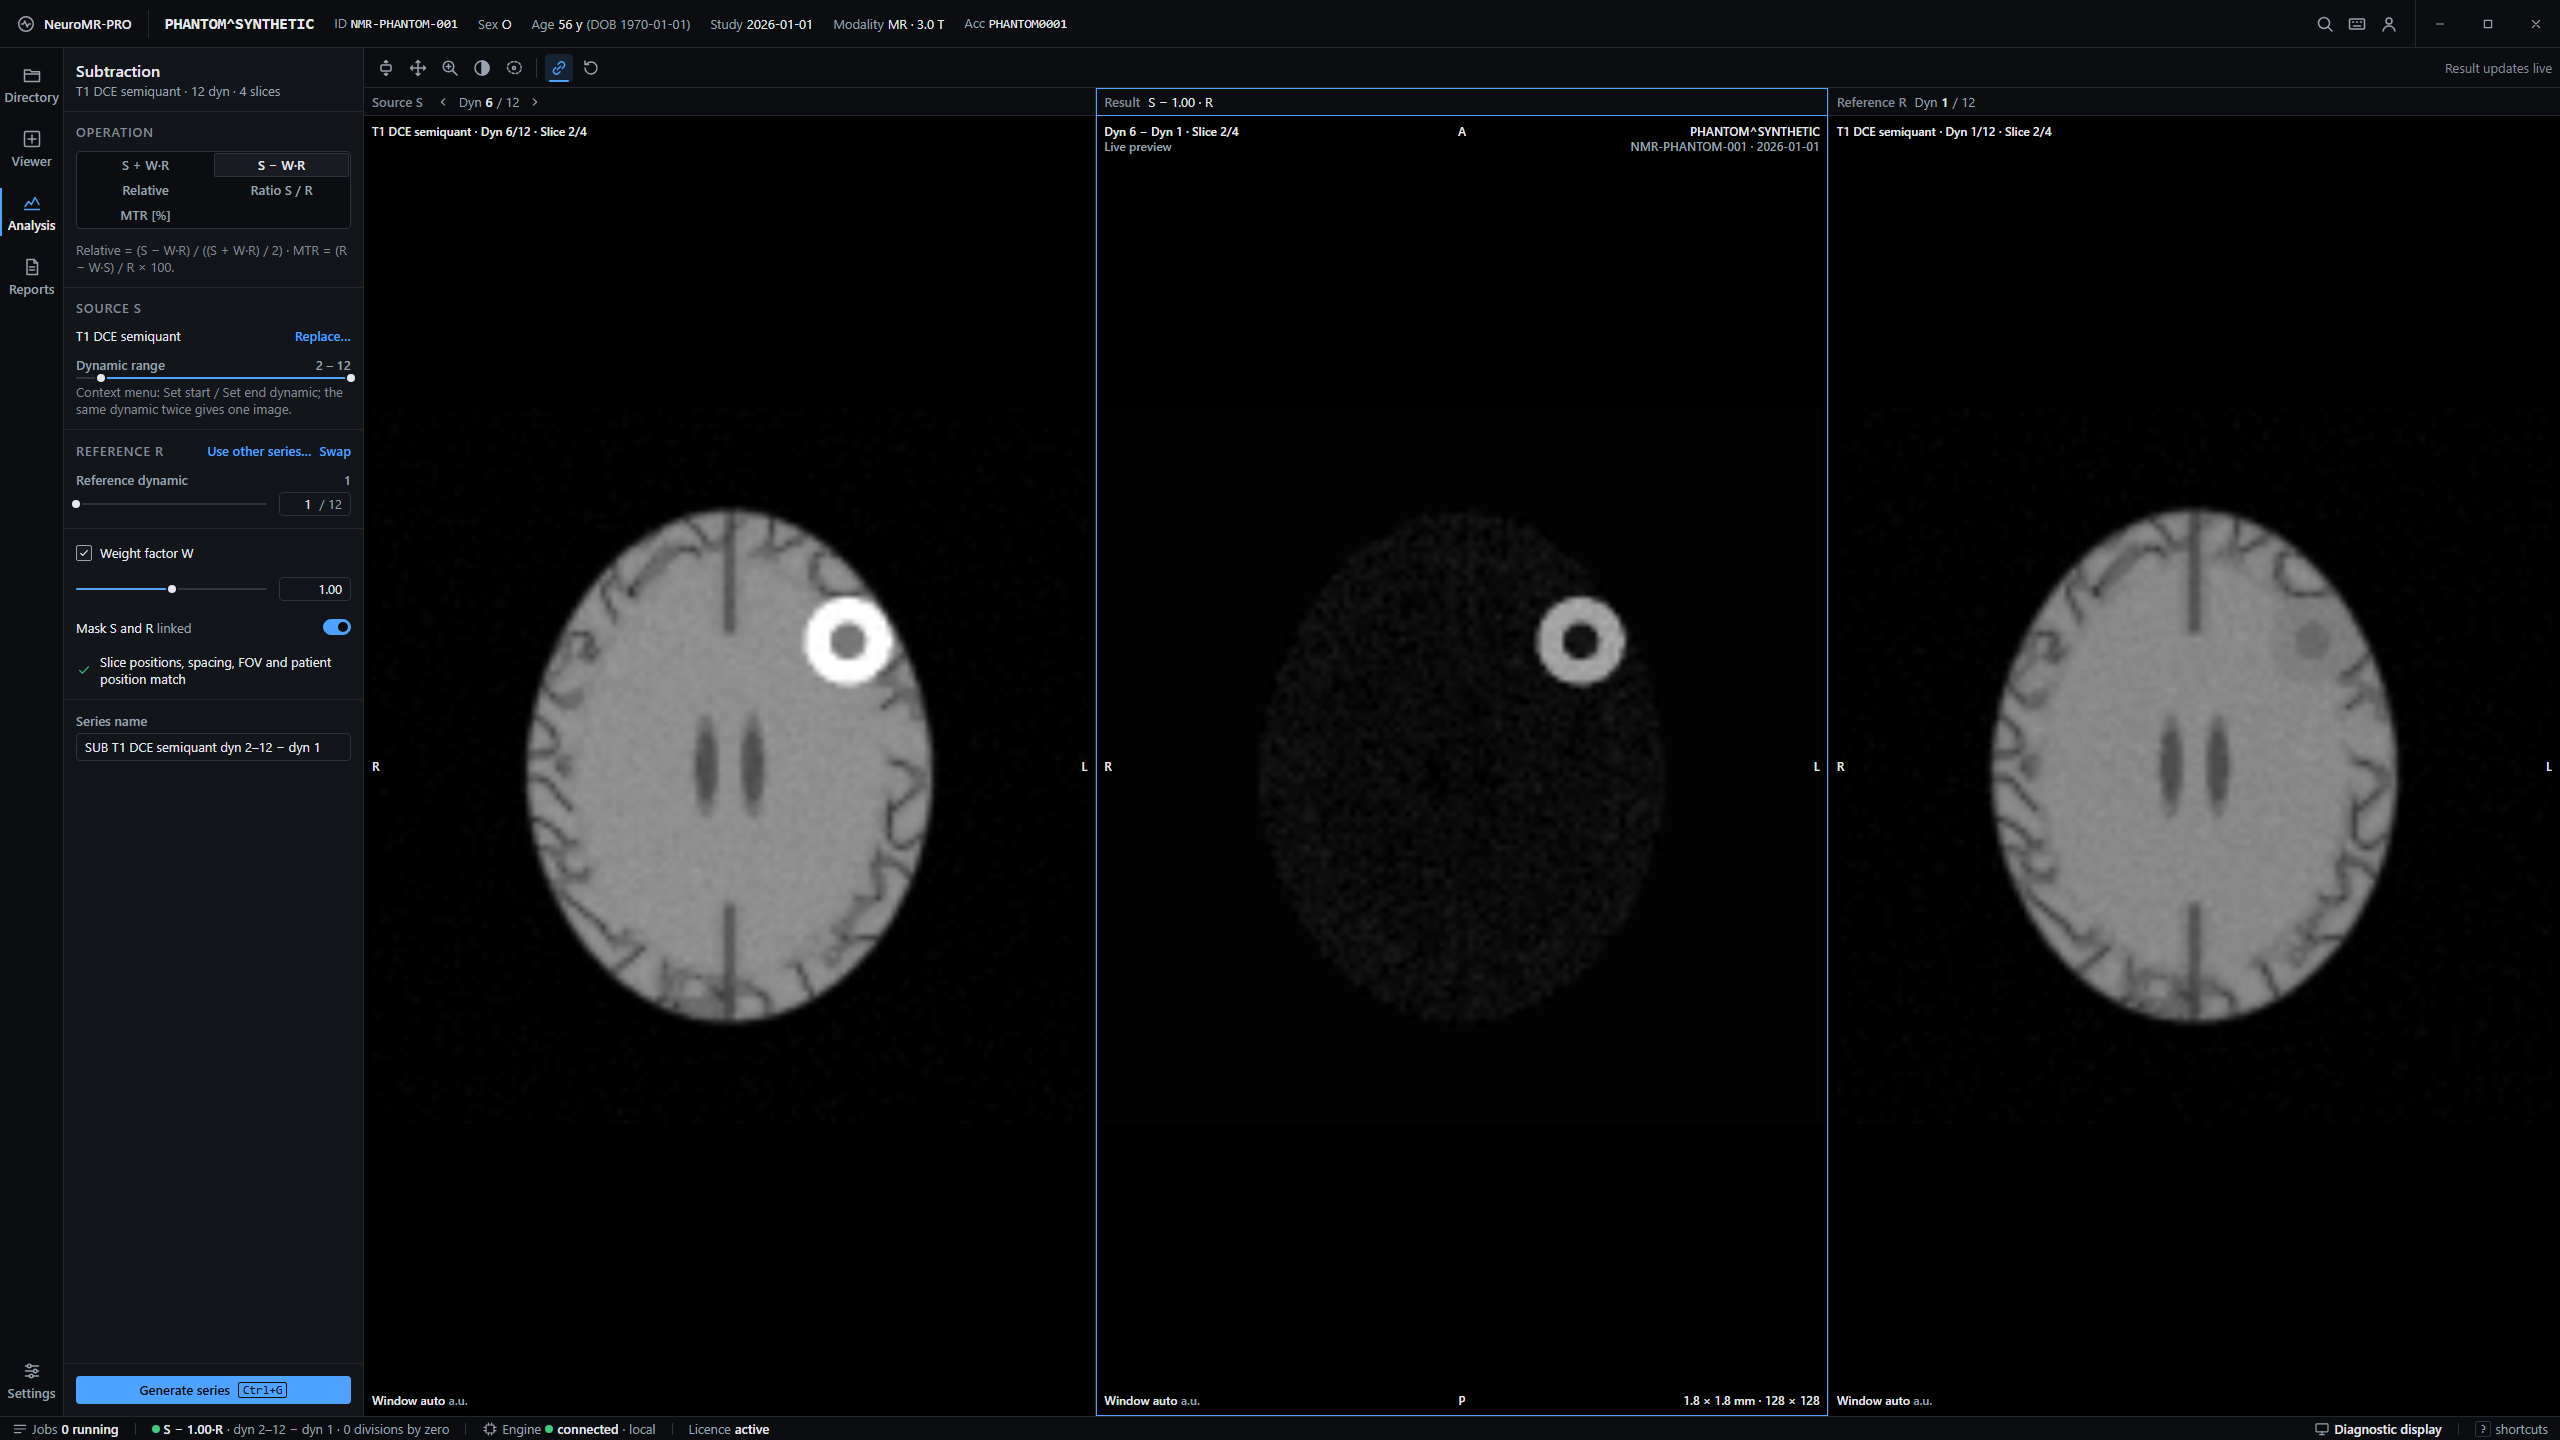 NeuroMR-PRO PHANTOM^SYNTHETIC ID NMR-PHANTOM-001 Sex O Age 56 y (DOB 1970-01-01) Study 2026-01-01 Modality MR · 3.0 T Acc PHANTOM0001
Directory
Viewer
Analysis
Reports
Settings
Subtraction
T1 DCE semiquant · 12 dyn · 4 slices
OPERATION
S + W·R S − W·R
Relative Ratio S / R
MTR [%]
Relative = (S − W·R) / ((S + W·R) / 2) · MTR = (R
− W·S) / R × 100.
SOURCE S
T1 DCE semiquant Replace...
Dynamic range 2 – 12
Context menu: Set start / Set end dynamic; the
same dynamic twice gives one image.
REFERENCE R Use other series... Swap
Reference dynamic 1
1 / 12
Weight factor W
1.00
Mask S and R linked
Slice positions, spacing, FOV and patient
position match
Series name
SUB T1 DCE semiquant dyn 2–12 − dyn 1
Generate series Ctrl+G
Result updates live
Source S Dyn 6 / 12
T1 DCE semiquant · Dyn 6/12 · Slice 2/4
R L
Window auto a.u.
Result S − 1.00 · R
Dyn 6 − Dyn 1 · Slice 2/4 A PHANTOM^SYNTHETIC
Live preview NMR-PHANTOM-001 · 2026-01-01
R L
Window auto a.u. P 1.8 × 1.8 mm · 128 × 128
Reference R Dyn 1 / 12
T1 DCE semiquant · Dyn 1/12 · Slice 2/4
R L
Window auto a.u.
Jobs 0 running S − 1.00·R · dyn 2–12 − dyn 1 · 0 divisions by zero Engine connected · local Licence active Diagnostic display ? shortcuts